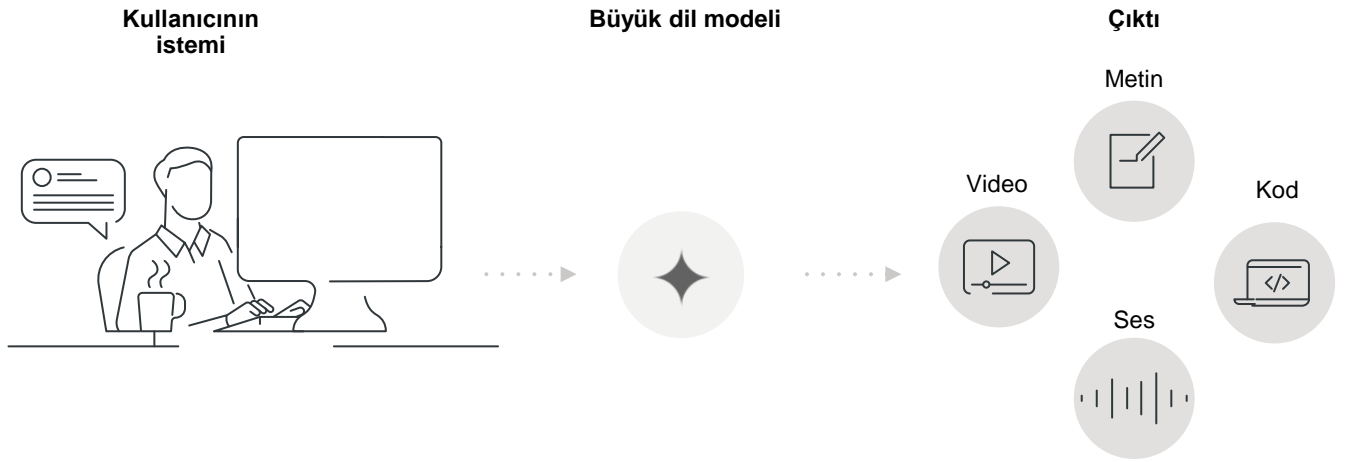 Kullanıcının
istemi
Büyük dil modeli
Çıktı
Metin
Video
Kod
</>
Ses